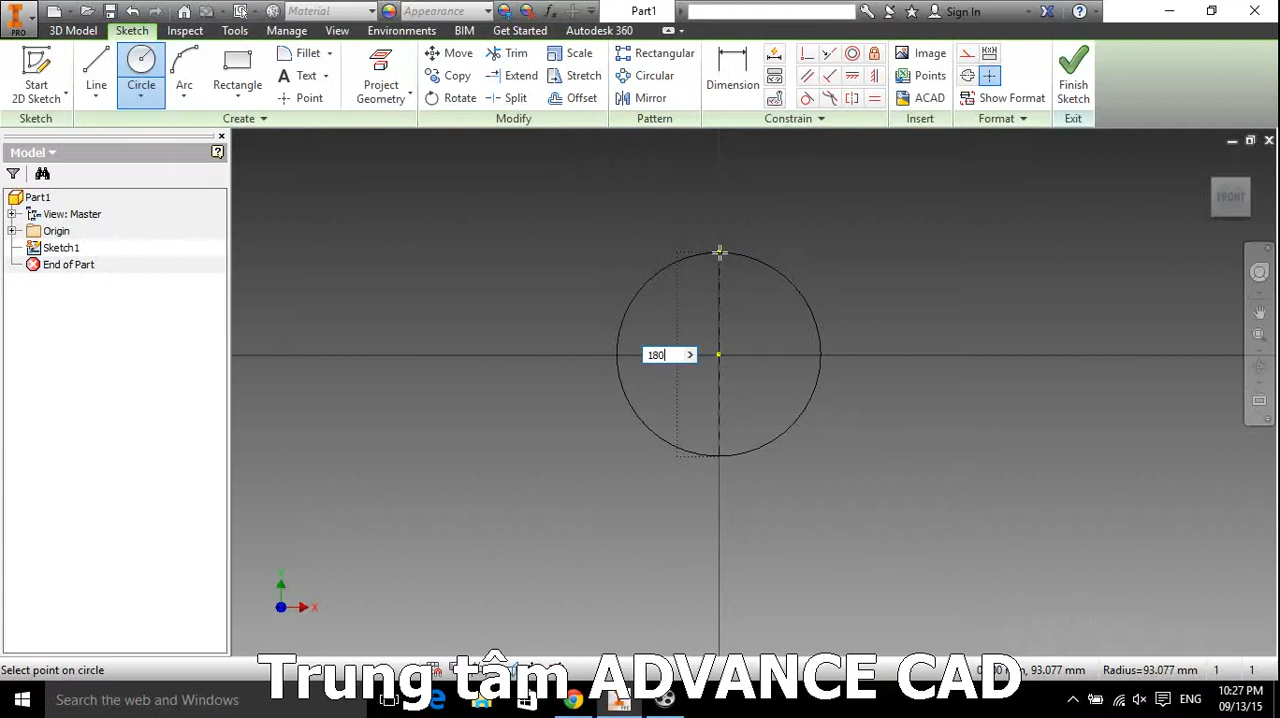 PRO
Material
Appearance
Part1
Sign In
3D Model
Sketch
Inspect
Tools
Manage
View
Environments
BIM
Get Started
Autodesk 360
Start
2D Sketch
Line
Circle
Arc
Rectangle
Fillet
Text
Point
Project
Geometry
Move
Copy
Rotate
Trim
Extend
Split
Scale
Stretch
Offset
Rectangular
Circular
Mirror
Dimension
Image
Points
ACAD
Show Format
Finish
Sketch
Sketch
Create
Modify
Pattern
Constrain
Insert
Format
Exit
Model
Part1
View: Master
Origin
Sketch1
End of Part
FRONT
180
X
Select point on circle
93.077 mm
Radius=93.077 mm
1
1
Trung tâm ADVANCE CAD
Search the web and Windows
ENG
10:27 PM
09/13/15